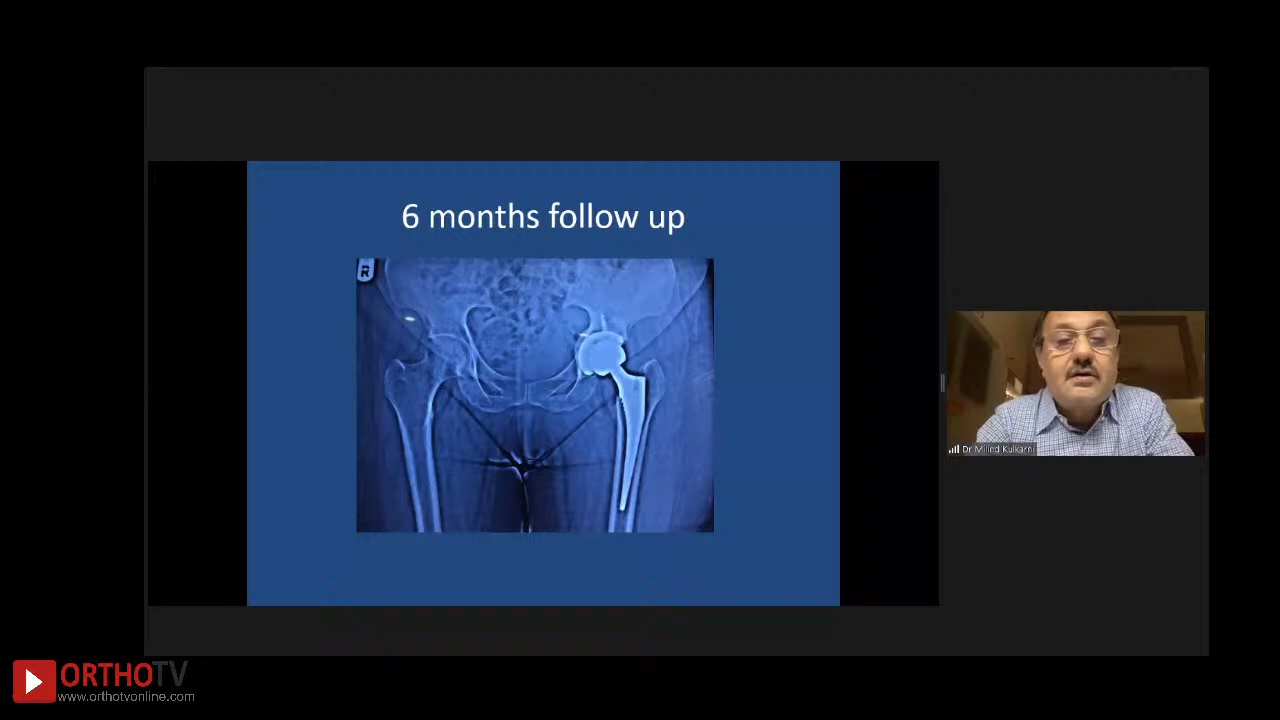 6 months follow up
R
Dr Milind Kulkarni
ORTHOTV
www.orthotvonline.com